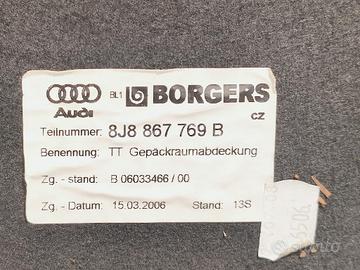 BL1 BORGERS
Audi
CZ
Teilnummer: 8J8 867 769 B
Benennung: TT Gepäckraumabdeckung
Zg. - stand: B 06033466 / 00
Zg. - Datum: 15.03.2006 Stand: 13S
subito